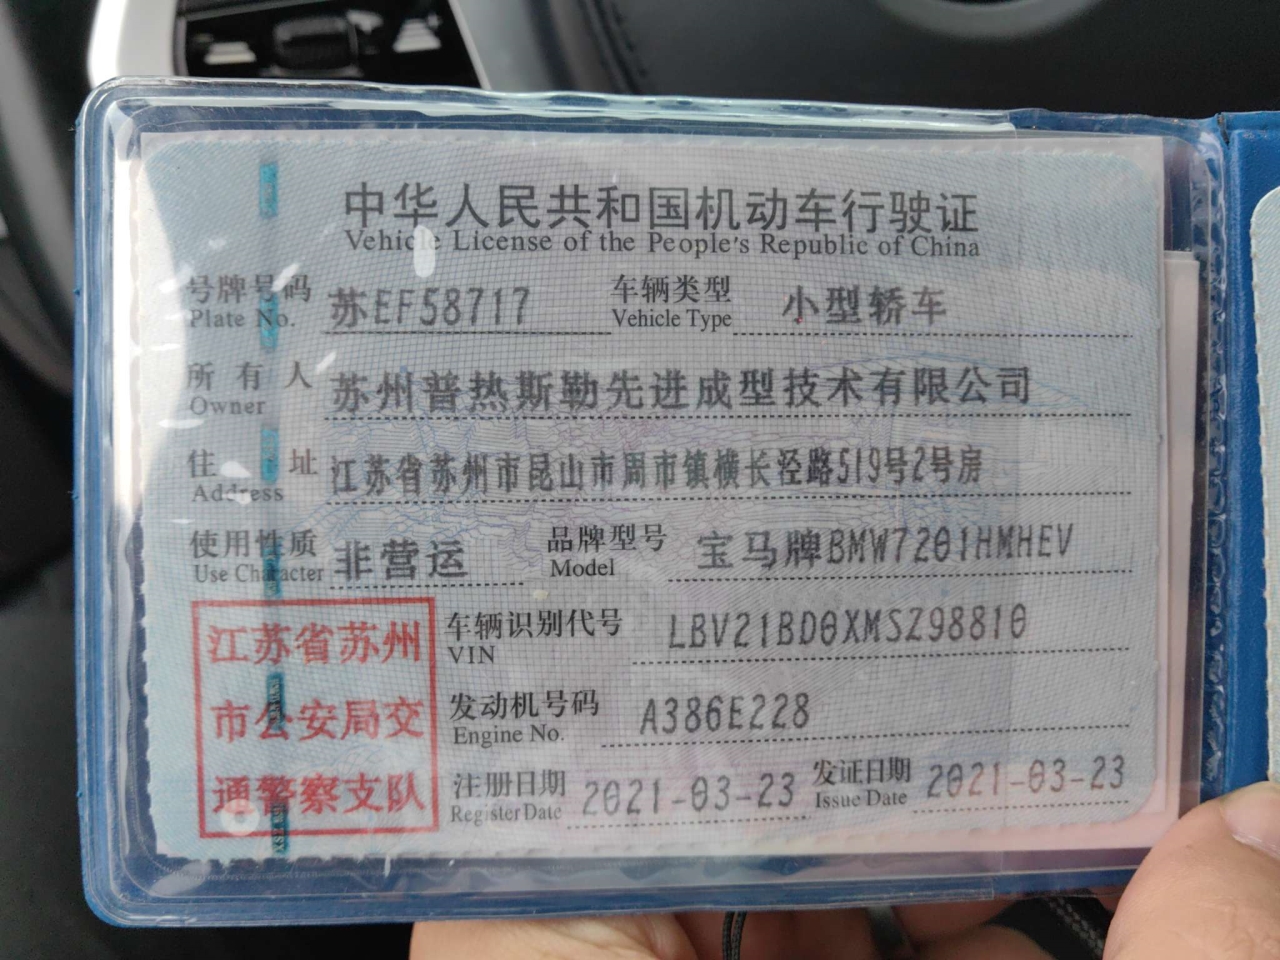 中华人民共和国机动车行驶证
Vehicle License of the People's Republic of China
号牌号码 苏EF58717 车辆类型 小型轿车
Plate No. Vehicle Type
所有人 苏州普热斯勒先进成型技术有限公司
Owner
住址 江苏省苏州市昆山市周市镇横长泾路519号2号房
Address
使用性质 非营运 品牌型号 宝马牌BMW7201HMHEV
Use Character Model
江苏省苏州
市公安局交
通警察支队
车辆识别代号 LBV21BD0XMSZ98810
VIN
发动机号码 A386E228
Engine No.
注册日期 2021-03-23 发证日期 2021-03-23
Register Date Issue Date